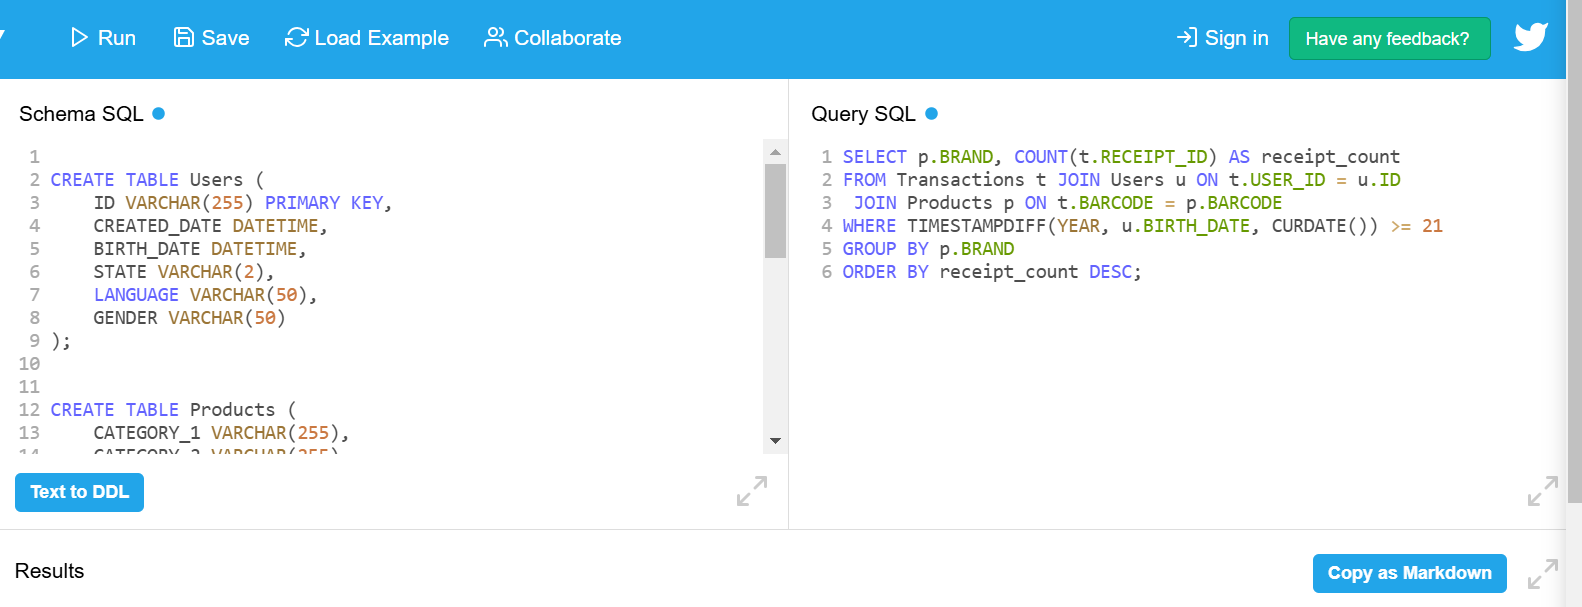 Run Save Load Example Collaborate Sign in Have any feedback?
Schema SQL
1
2 CREATE TABLE Users (
3 ID VARCHAR(255) PRIMARY KEY,
4 CREATED_DATE DATETIME,
5 BIRTH_DATE DATETIME,
6 STATE VARCHAR(2),
7 LANGUAGE VARCHAR(50),
8 GENDER VARCHAR(50)
9 );
10
11
12 CREATE TABLE Products (
13 CATEGORY_1 VARCHAR(255),
14 CATEGORY_2 VARCHAR(255)
Text to DDL
Query SQL
1 SELECT p.BRAND, COUNT(t.RECEIPT_ID) AS receipt_count
2 FROM Transactions t JOIN Users u ON t.USER_ID = u.ID
3 JOIN Products p ON t.BARCODE = p.BARCODE
4 WHERE TIMESTAMPDIFF(YEAR, u.BIRTH_DATE, CURDATE()) >= 21
5 GROUP BY p.BRAND
6 ORDER BY receipt_count DESC;
Results
Copy as Markdown